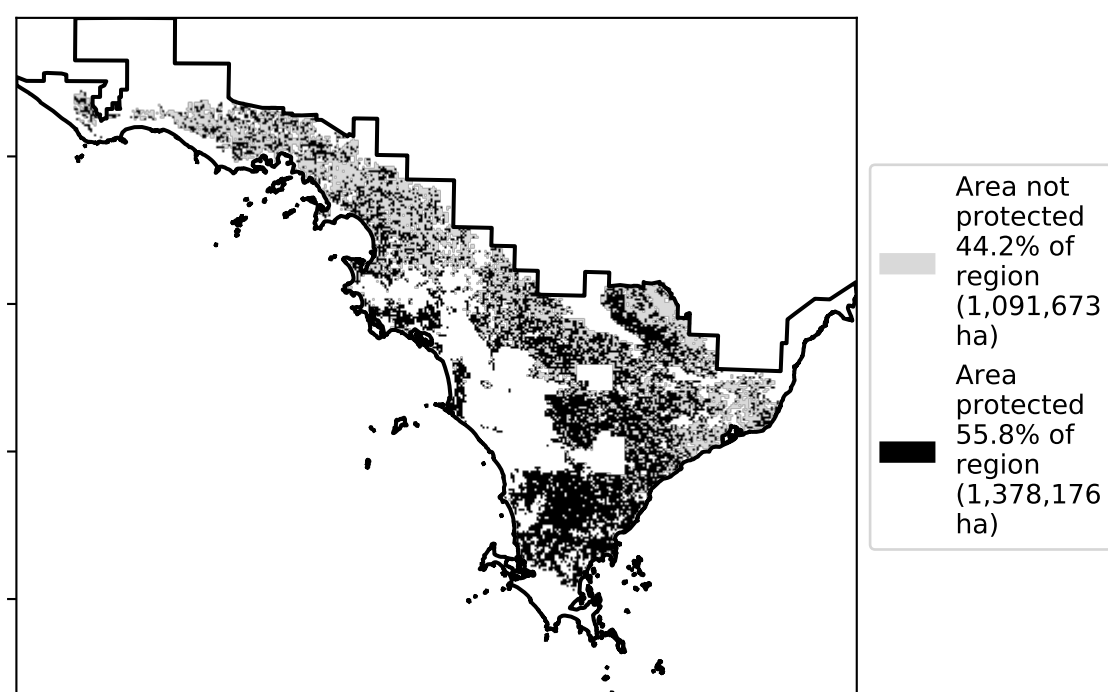 Area not
protected
44.2% of
region
(1,091,673
ha)
Area
protected
55.8% of
region
(1,378,176
ha)